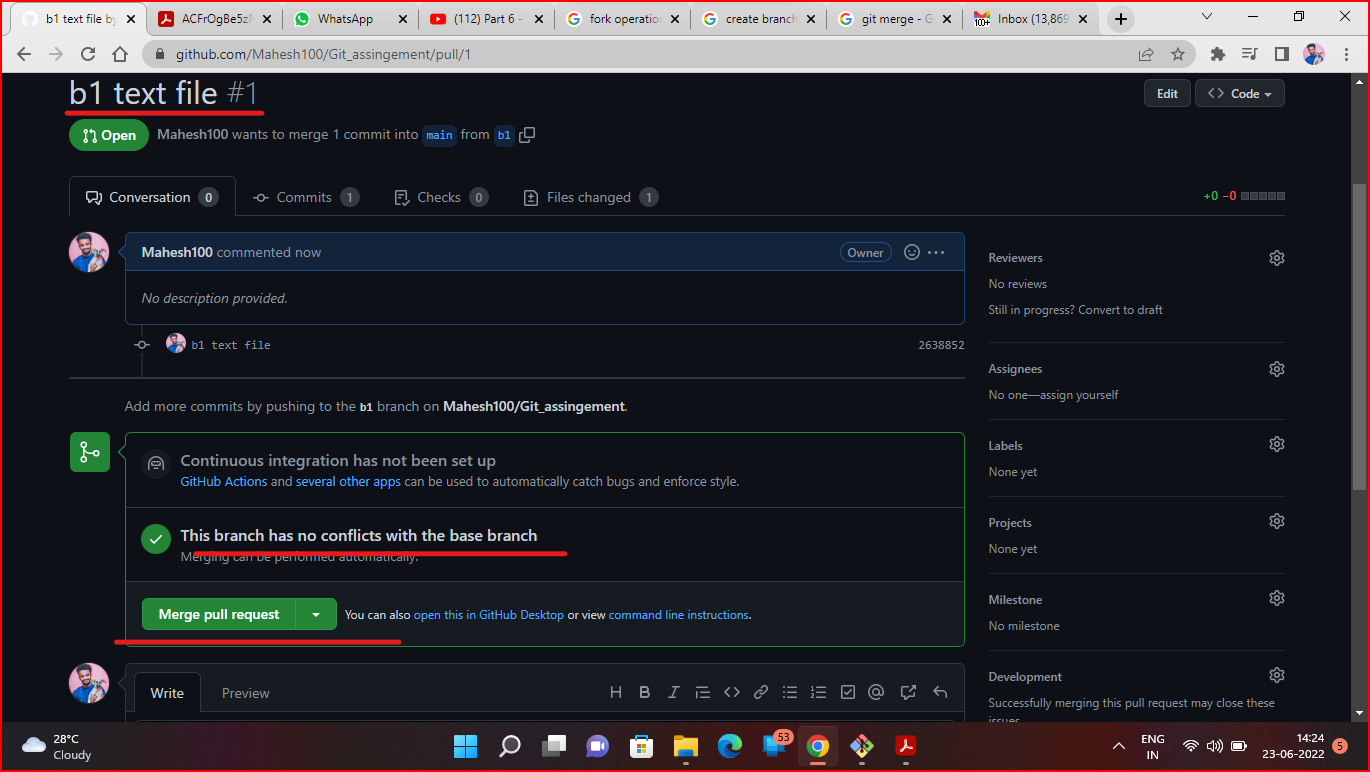 b1 text file by
ACFrOgBe5zN
WhatsApp
(112) Part 6 -
fork operation
create branch
git merge - G
100+
Inbox (13,869
github.com/Mahesh100/Git_assingement/pull/1
b1 text file #1
Edit
<> Code
Open
Mahesh100 wants to merge 1 commit into main from b1
Conversation 0
Commits 1
Checks 0
Files changed 1
+0 −0
Mahesh100 commented now
Owner
No description provided.
b1 text file
2638852
Add more commits by pushing to the b1 branch on Mahesh100/Git_assingement.
Continuous integration has not been set up
GitHub Actions and several other apps can be used to automatically catch bugs and enforce style.
This branch has no conflicts with the base branch
Merging can be performed automatically.
Merge pull request
You can also open this in GitHub Desktop or view command line instructions.
Write
Preview
H B I
Reviewers
No reviews
Still in progress? Convert to draft
Assignees
No one—assign yourself
Labels
None yet
Projects
None yet
Milestone
No milestone
Development
Successfully merging this pull request may close these
issues.
28°C
Cloudy
53
ENG
IN
14:24
23-06-2022
5